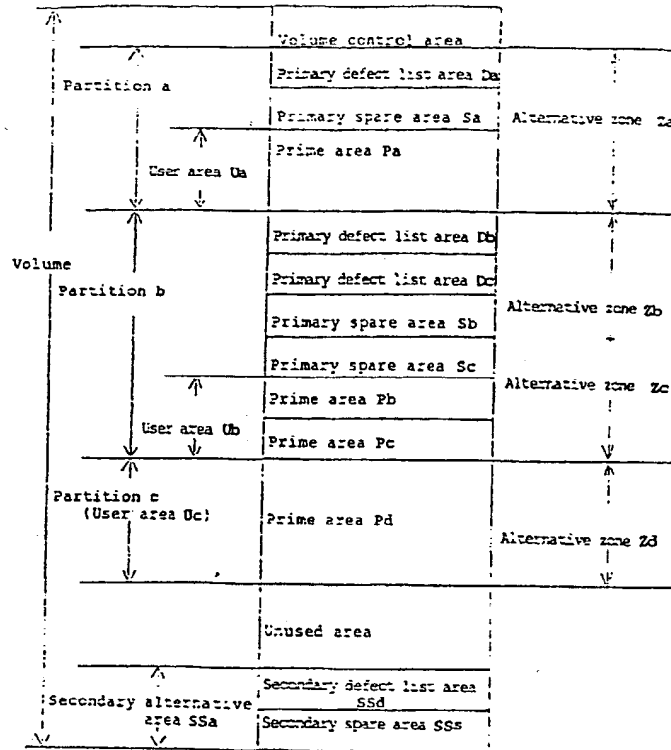 Volume control area
Primary defect list area Da
Partition a
Primary spare area Sa
Alternative zone Za
Prime area Pa
User area Ua
Primary defect list area Db
Volume
Primary defect list area Dc
Partition b
Alternative zone Zb
Primary spare area Sb
Primary spare area Sc
Alternative zone Zc
Prime area Pb
User area Ub
Prime area Pc
Partition c
(User area Uc)
Prime area Pd
Alternative zone Zd
Unused area
Secondary defect list area
SSd
Secondary alternative
area SSa
Secondary spare area SSs